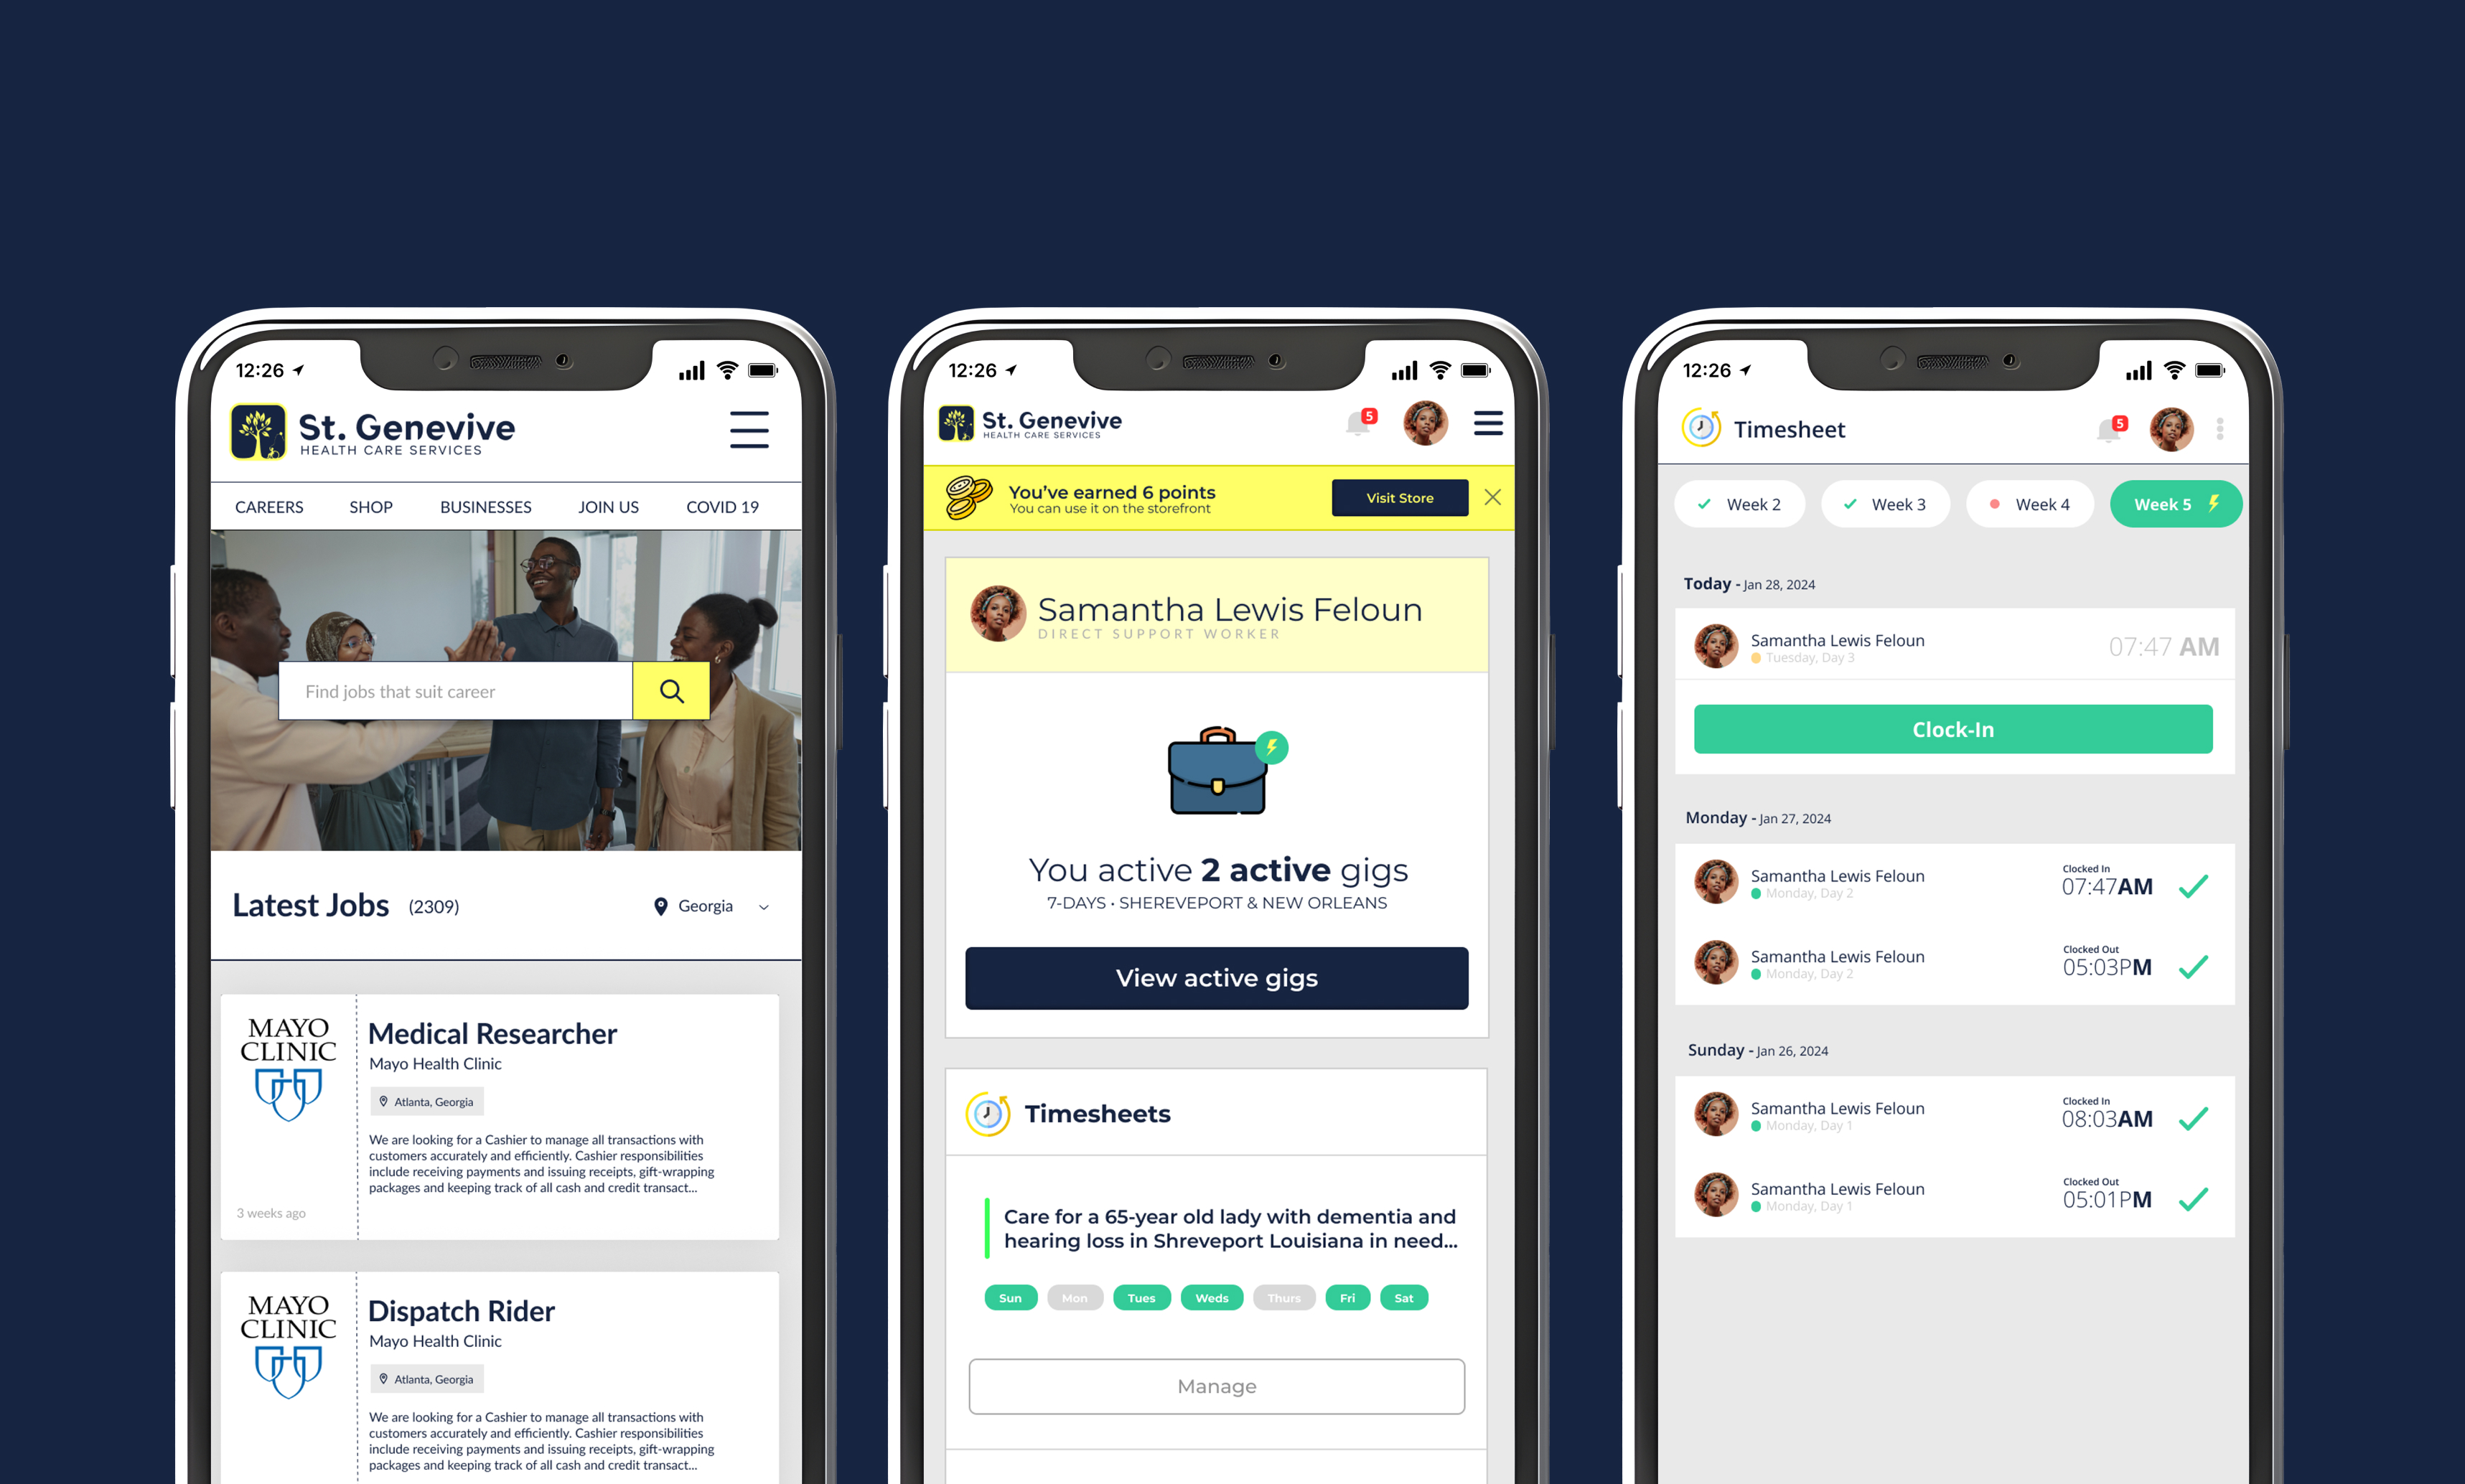 12:26
St. Genevive
HEALTH CARE SERVICES
CAREERS SHOP BUSINESSES JOIN US COVID 19
Find jobs that suit career
Latest Jobs (2309) Georgia
MAYO
CLINIC
Medical Researcher
Mayo Health Clinic
Atlanta, Georgia
We are looking for a Cashier to manage all transactions with
customers accurately and efficiently. Cashier responsibilities
include receiving payments and issuing receipts, gift-wrapping
packages and keeping track of all cash and credit transact...
3 weeks ago
MAYO
CLINIC
Dispatch Rider
Mayo Health Clinic
Atlanta, Georgia
We are looking for a Cashier to manage all transactions with
customers accurately and efficiently. Cashier responsibilities
include receiving payments and issuing receipts, gift-wrapping
packages and keeping track of all cash and credit transact...
12:26
St. Genevive
HEALTH CARE SERVICES
5
You've earned 6 points
You can use it on the storefront
Visit Store
Samantha Lewis Feloun
DIRECT SUPPORT WORKER
You active 2 active gigs
7-DAYS • SHEREVEPORT & NEW ORLEANS
View active gigs
Timesheets
Care for a 65-year old lady with dementia and
hearing loss in Shreveport Louisiana in need...
Sun Mon Tues Weds Thurs Fri Sat
Manage
12:26
Timesheet
5
Week 2 Week 3 Week 4 Week 5
Today - Jan 28, 2024
Samantha Lewis Feloun
Tuesday, Day 3
07:47 AM
Clock-In
Monday - Jan 27, 2024
Samantha Lewis Feloun
Monday, Day 2
Clocked In
07:47AM
Samantha Lewis Feloun
Monday, Day 2
Clocked Out
05:03PM
Sunday - Jan 26, 2024
Samantha Lewis Feloun
Monday, Day 1
Clocked In
08:03AM
Samantha Lewis Feloun
Monday, Day 1
Clocked Out
05:01PM